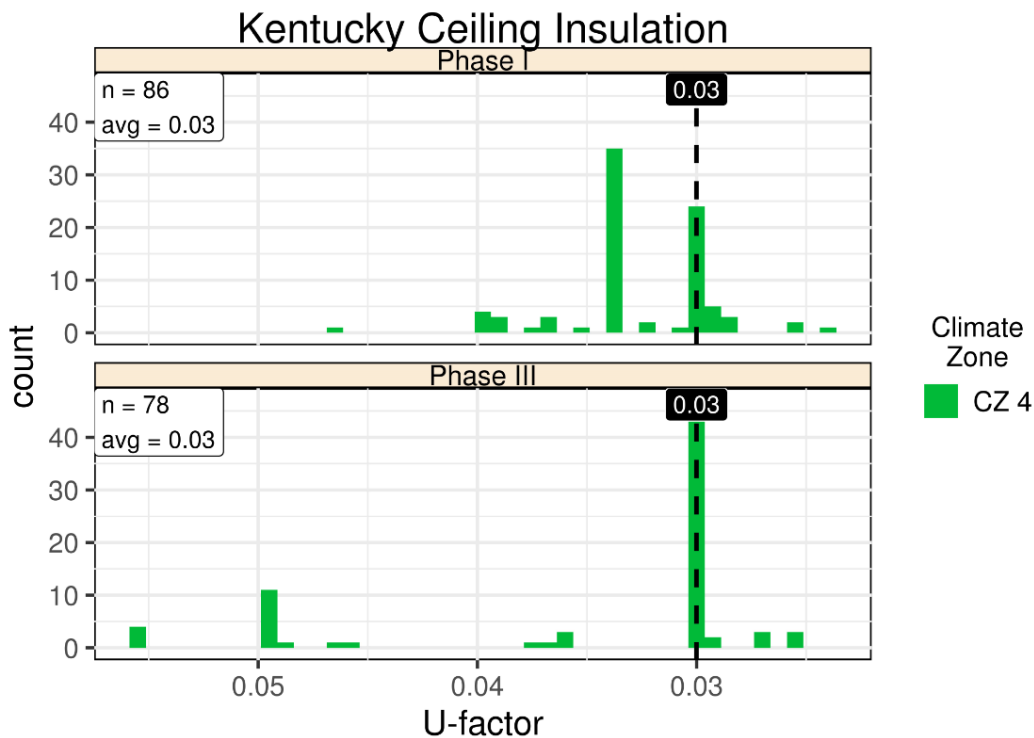 Kentucky Ceiling Insulation
Phase I
n = 86
avg = 0.03
0.03
40
30
20
10
0
count
Phase III
n = 78
avg = 0.03
0.03
40
30
20
10
0
0.05
0.04
0.03
U-factor
Climate
Zone
CZ 4